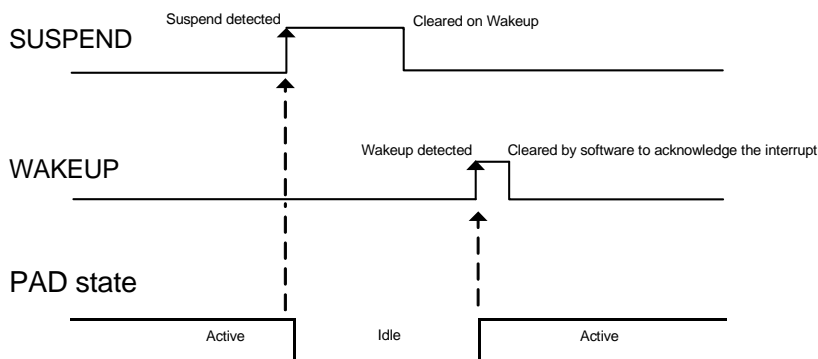 Suspend detected
Cleared on Wakeup
SUSPEND
Wakeup detected
Cleared by software to acknowledge the interrupt
WAKEUP
PAD state
Active
Idle
Active